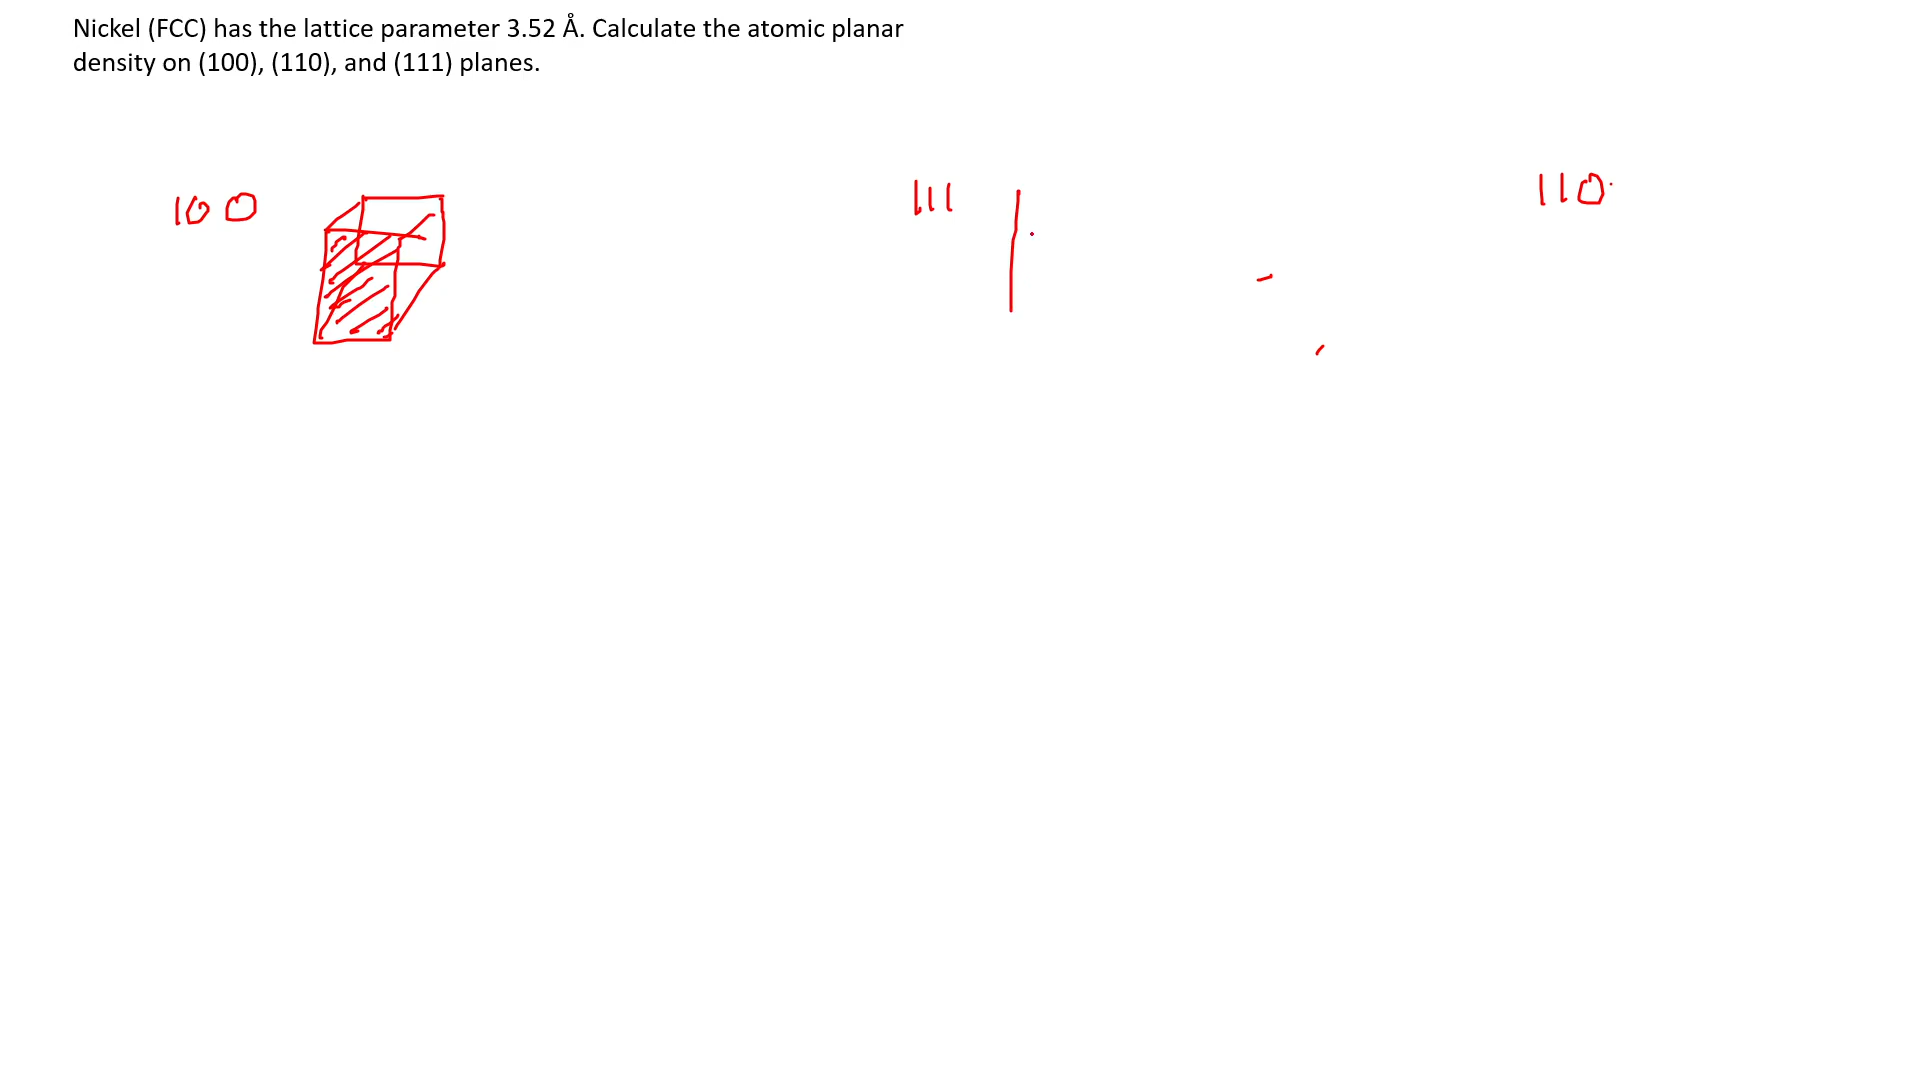 Nickel (FCC) has the lattice parameter 3.52 Å. Calculate the atomic planar
density on (100), (110), and (111) planes.
100
111
110